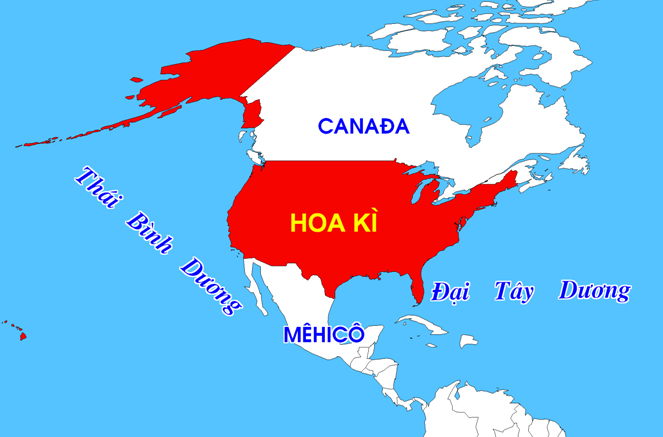 CANAĐA
Thái Bình Dương
HOA KÌ
Đại Tây Dương
MÊHICÔ